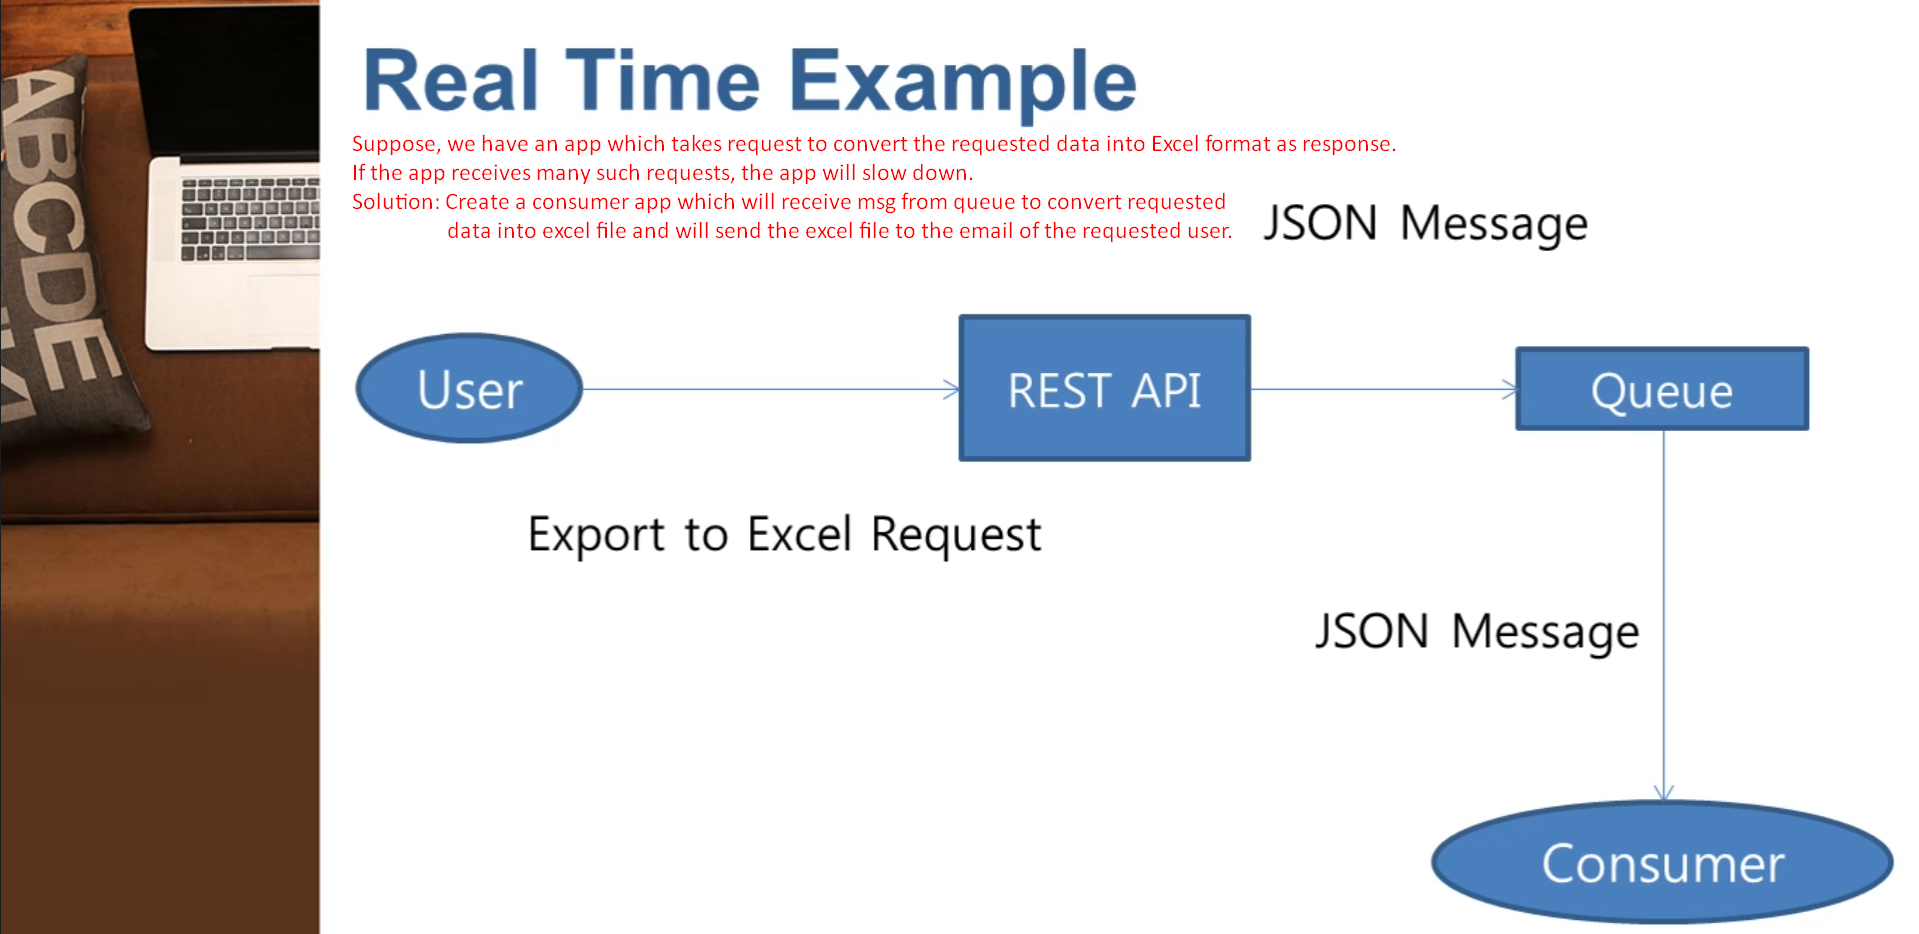 Real Time Example
Suppose, we have an app which takes request to convert the requested data into Excel format as response.
If the app receives many such requests, the app will slow down.
Solution: Create a consumer app which will receive msg from queue to convert requested
data into excel file and will send the excel file to the email of the requested user.
JSON Message
User
REST API
Queue
Export to Excel Request
JSON Message
Consumer
ABCDE